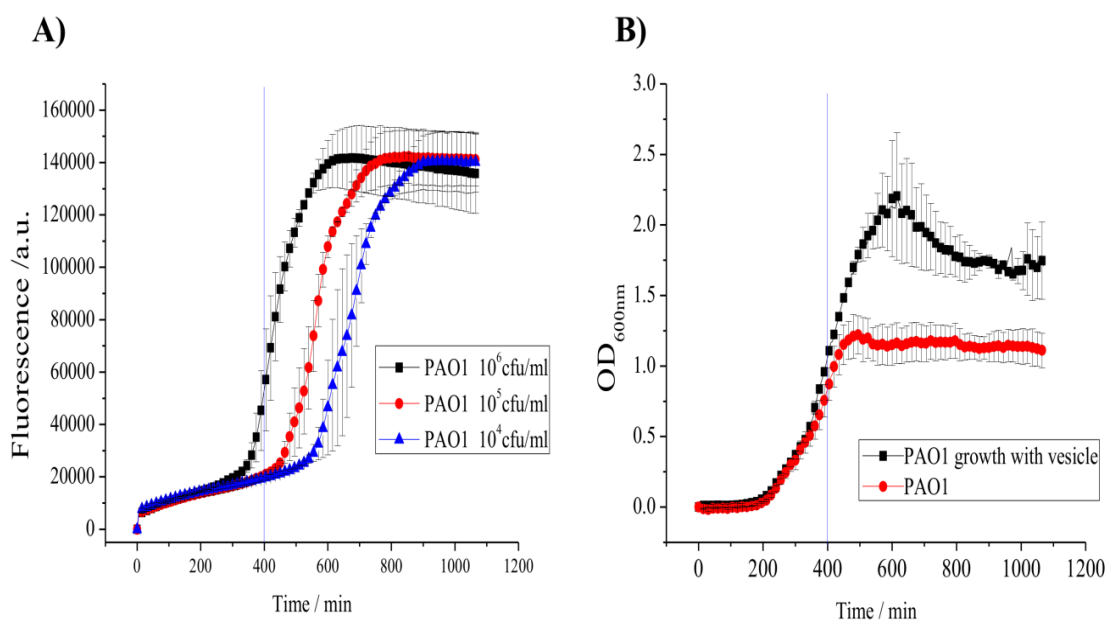 A)
Fluorescence /a.u.
160000
140000
120000
100000
80000
60000
40000
20000
0
0 200 400 600 800 1000 1200
Time / min
PAO1 10⁶cfu/ml
PAO1 10⁵cfu/ml
PAO1 10⁴cfu/ml
B)
OD600nm
3.0
2.5
2.0
1.5
1.0
0.5
0.0
0 200 400 600 800 1000 1200
Time / min
PAO1 growth with vesicle
PAO1